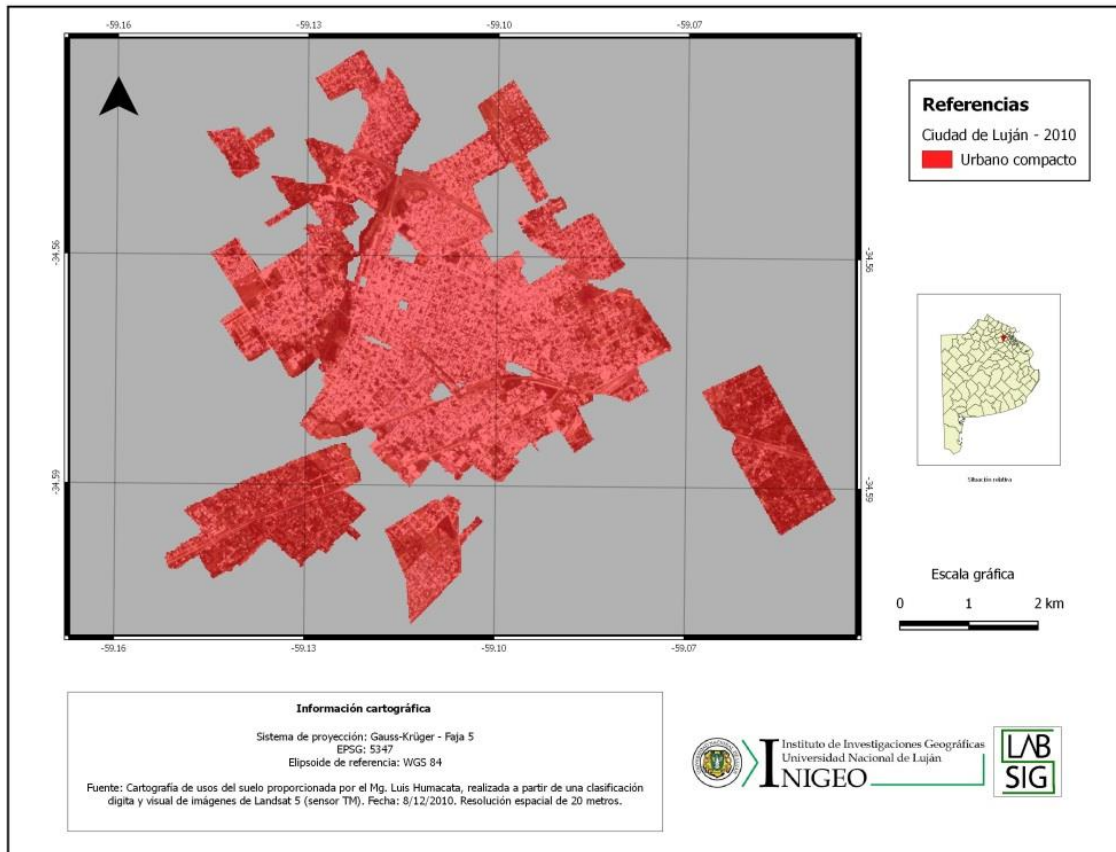 -59.16
-59.13
-59.10
-59.07
-34.56
-34.56
-34.59
-34.59
-59.16
-59.13
-59.10
-59.07
Referencias
Ciudad de Luján - 2010
Urbano compacto
Situación relativa
Escala gráfica
0 1 2 km
Información cartográfica
Sistema de proyección: Gauss-Krüger - Faja 5
EPSG: 5347
Elipsoide de referencia: WGS 84
Fuente: Cartografía de usos del suelo proporcionada por el Mg. Luis Humacata, realizada a partir de una clasificación
digita y visual de imágenes de Landsat 5 (sensor TM). Fecha: 8/12/2010. Resolución espacial de 20 metros.
Instituto de Investigaciones Geográficas
Universidad Nacional de Luján
INIGEO
LAB
SIG